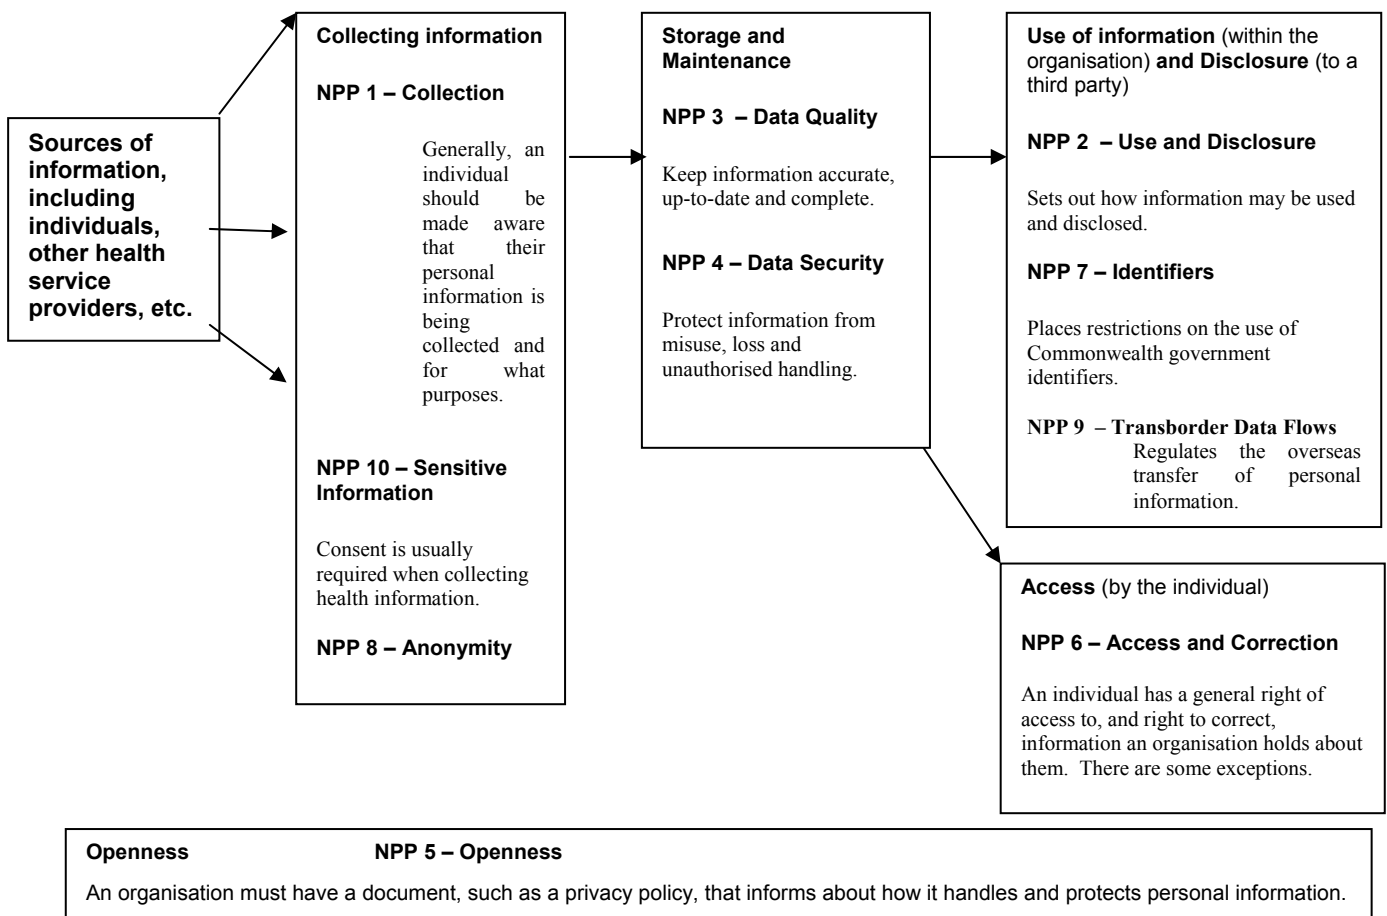 Sources of
information,
including
individuals,
other health
service
providers, etc.
Collecting information
NPP 1 – Collection
Generally, an
individual
should be
made aware
that their
personal
information is
being
collected and
for what
purposes.
NPP 10 – Sensitive
Information
Consent is usually
required when collecting
health information.
NPP 8 – Anonymity
Storage and
Maintenance
NPP 3 – Data Quality
Keep information accurate,
up-to-date and complete.
NPP 4 – Data Security
Protect information from
misuse, loss and
unauthorised handling.
Use of information (within the
organisation) and Disclosure (to a
third party)
NPP 2 – Use and Disclosure
Sets out how information may be used
and disclosed.
NPP 7 – Identifiers
Places restrictions on the use of
Commonwealth government
identifiers.
NPP 9 – Transborder Data Flows
Regulates the overseas
transfer of personal
information.
Access (by the individual)
NPP 6 – Access and Correction
An individual has a general right of
access to, and right to correct,
information an organisation holds about
them. There are some exceptions.
Openness NPP 5 – Openness
An organisation must have a document, such as a privacy policy, that informs about how it handles and protects personal information.